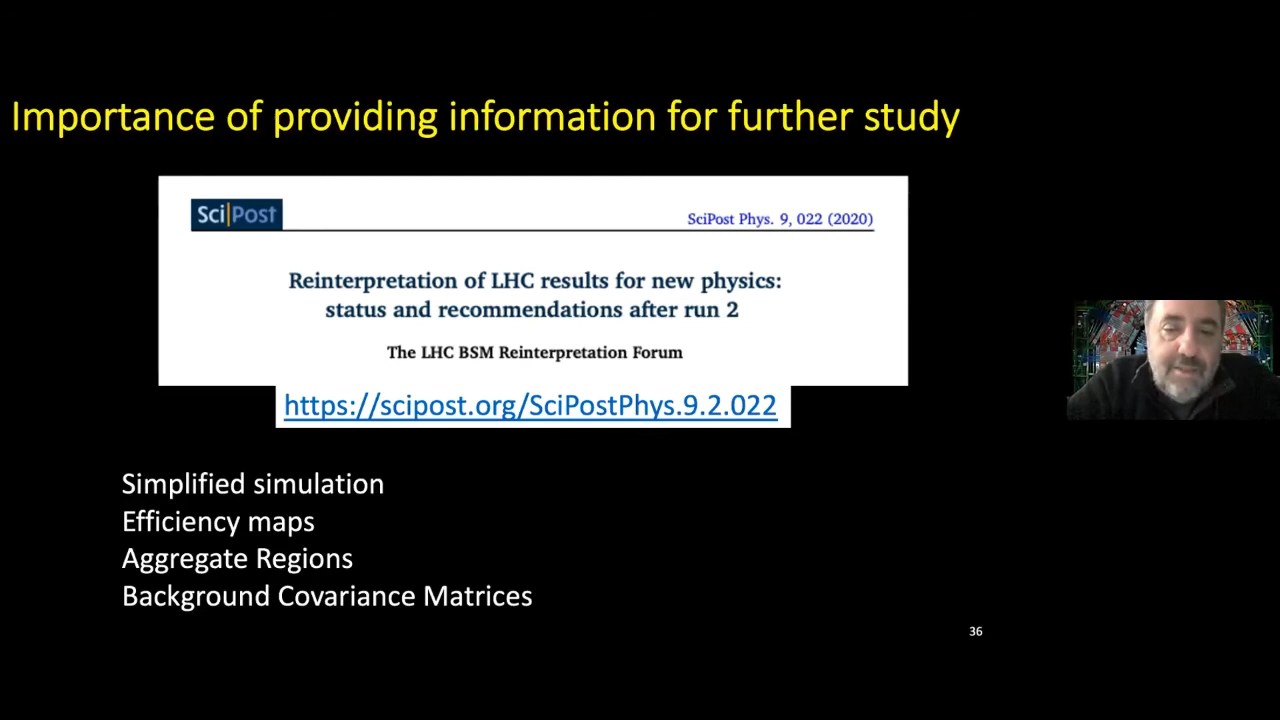 Importance of providing information for further study
Sci|Post
SciPost Phys. 9, 022 (2020)
Reinterpretation of LHC results for new physics:
status and recommendations after run 2
The LHC BSM Reinterpretation Forum
https://scipost.org/SciPostPhys.9.2.022
Simplified simulation
Efficiency maps
Aggregate Regions
Background Covariance Matrices
36